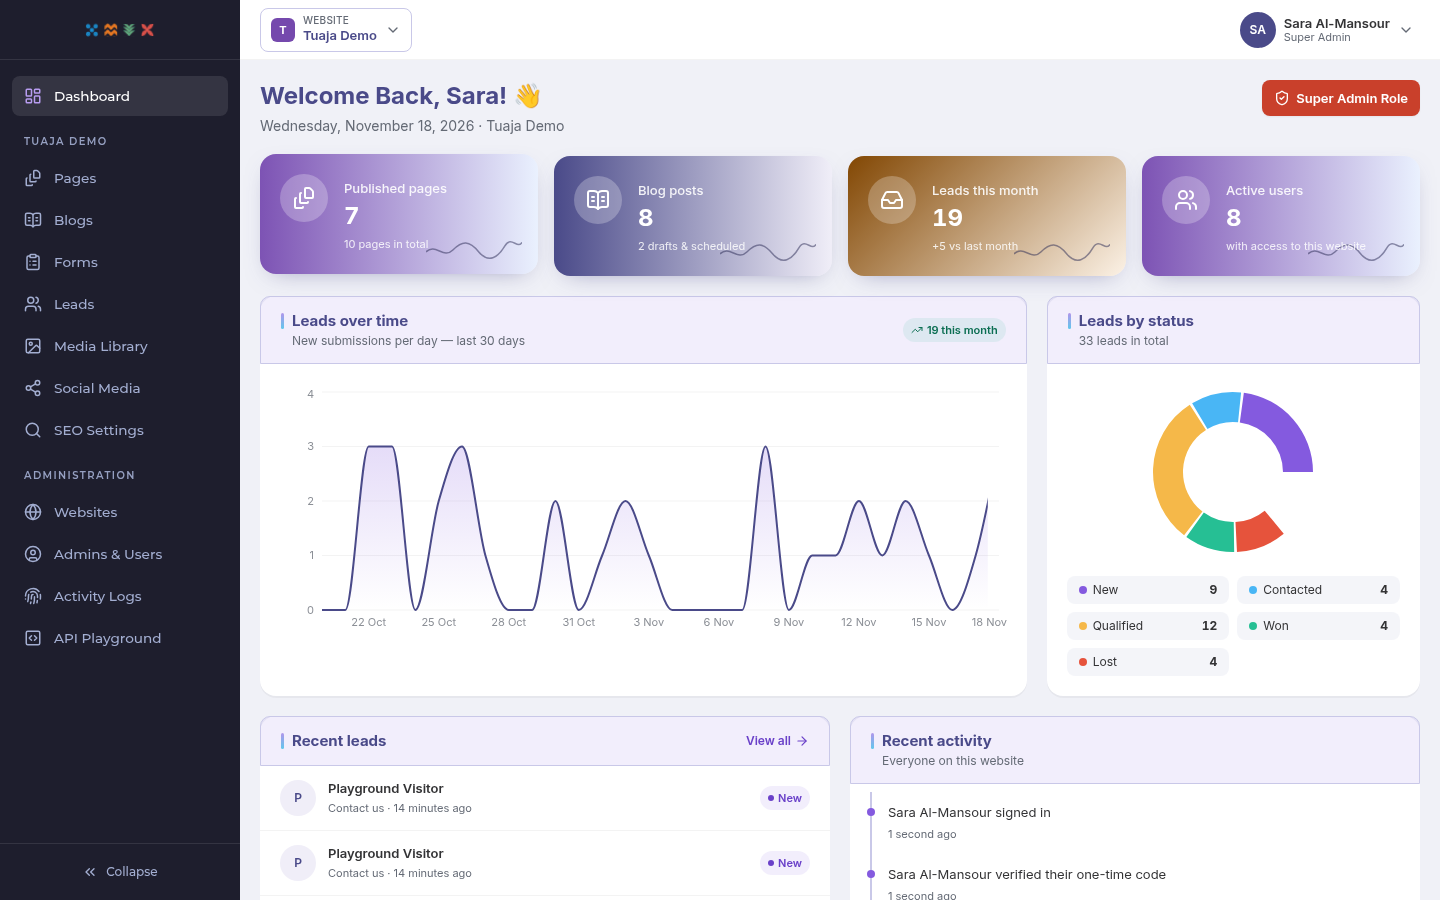 WEBSITE
T
Tuaja Demo
SA
Sara Al-Mansour
Super Admin
Dashboard
TUAJA DEMO
Pages
Blogs
Forms
Leads
Media Library
Social Media
SEO Settings
ADMINISTRATION
Websites
Admins & Users
Activity Logs
API Playground
Collapse
Welcome Back, Sara! 👋
Wednesday, November 18, 2026 · Tuaja Demo
Super Admin Role
Published pages
7
10 pages in total
Blog posts
8
2 drafts & scheduled
Leads this month
19
+5 vs last month
Active users
8
with access to this website
Leads over time
New submissions per day — last 30 days
19 this month
4
3
2
1
0
22 Oct 25 Oct 28 Oct 31 Oct 3 Nov 6 Nov 9 Nov 12 Nov 15 Nov 18 Nov
Leads by status
33 leads in total
New 9
Contacted 4
Qualified 12
Won 4
Lost 4
Recent leads
View all
P
Playground Visitor
Contact us · 14 minutes ago
New
P
Playground Visitor
Contact us · 14 minutes ago
New
Recent activity
Everyone on this website
Sara Al-Mansour signed in
1 second ago
Sara Al-Mansour verified their one-time code
1 second ago